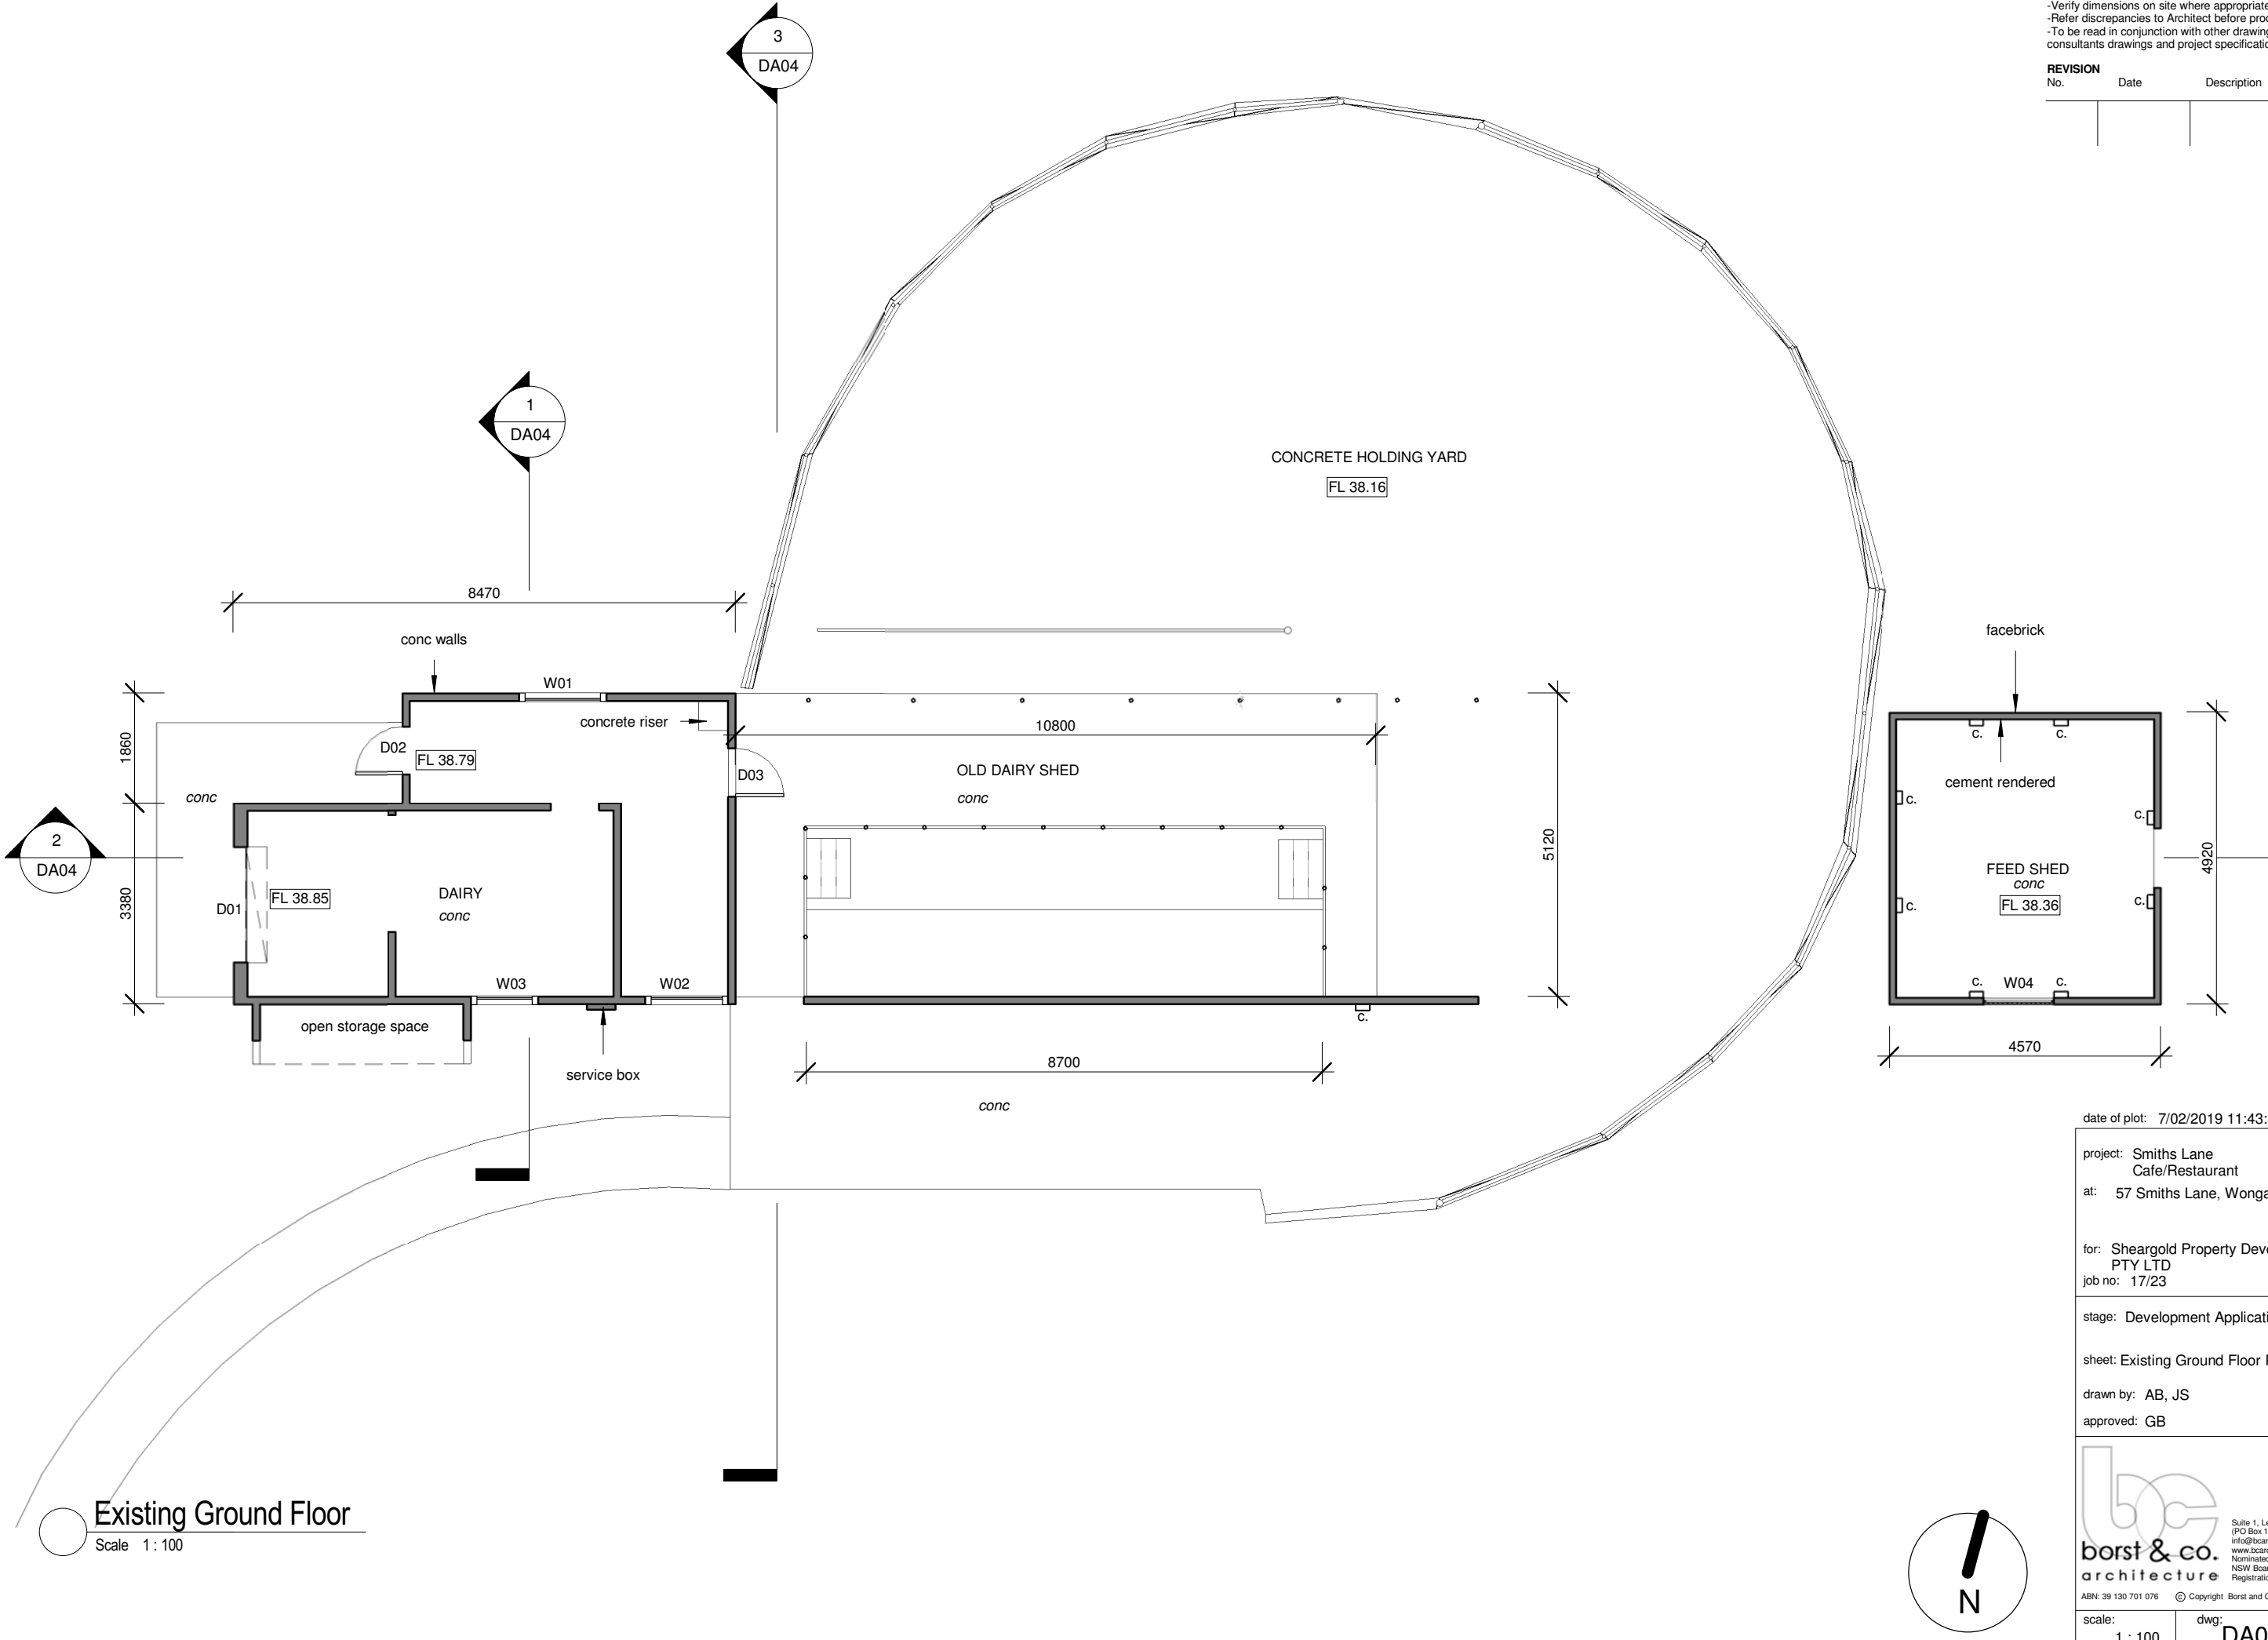 -Verify dimensions on site where appropriate
-Refer discrepancies to Architect before
-To be read in conjunction with other
consultants drawings and project
REVISION
No. Date Description
3
DA04
1
DA04
CONCRETE HOLDING YARD
FL 38.16
8470
conc walls
facebrick
W01
concrete riser
10800
c. c.
1860
D02
FL 38.79
D03
OLD DAIRY SHED
conc
conc
cement rendered
c.
c.
2
DA04
5120
4920
3380
FEED SHED
conc
FL 38.36
D01
FL 38.85
DAIRY
conc
c.
c.
W03
W02
c. W04 c.
open storage space
c.
4570
8700
service box
conc
date of plot: 7/02/2019 11:43:
project: Smiths Lane
Cafe/Restaurant
at: 57 Smiths Lane,
for: Sheargold Property
PTY LTD
job no: 17/23
stage: Development
sheet: Existing Ground Floor
drawn by: AB, JS
approved: GB
borst & co.
architecture
Suite 1,
(PO Box
NSW
ABN: 39 130 701 076 © Copyright Borst and
scale: dwg:
1 : 100
Existing Ground Floor
Scale 1 : 100
N